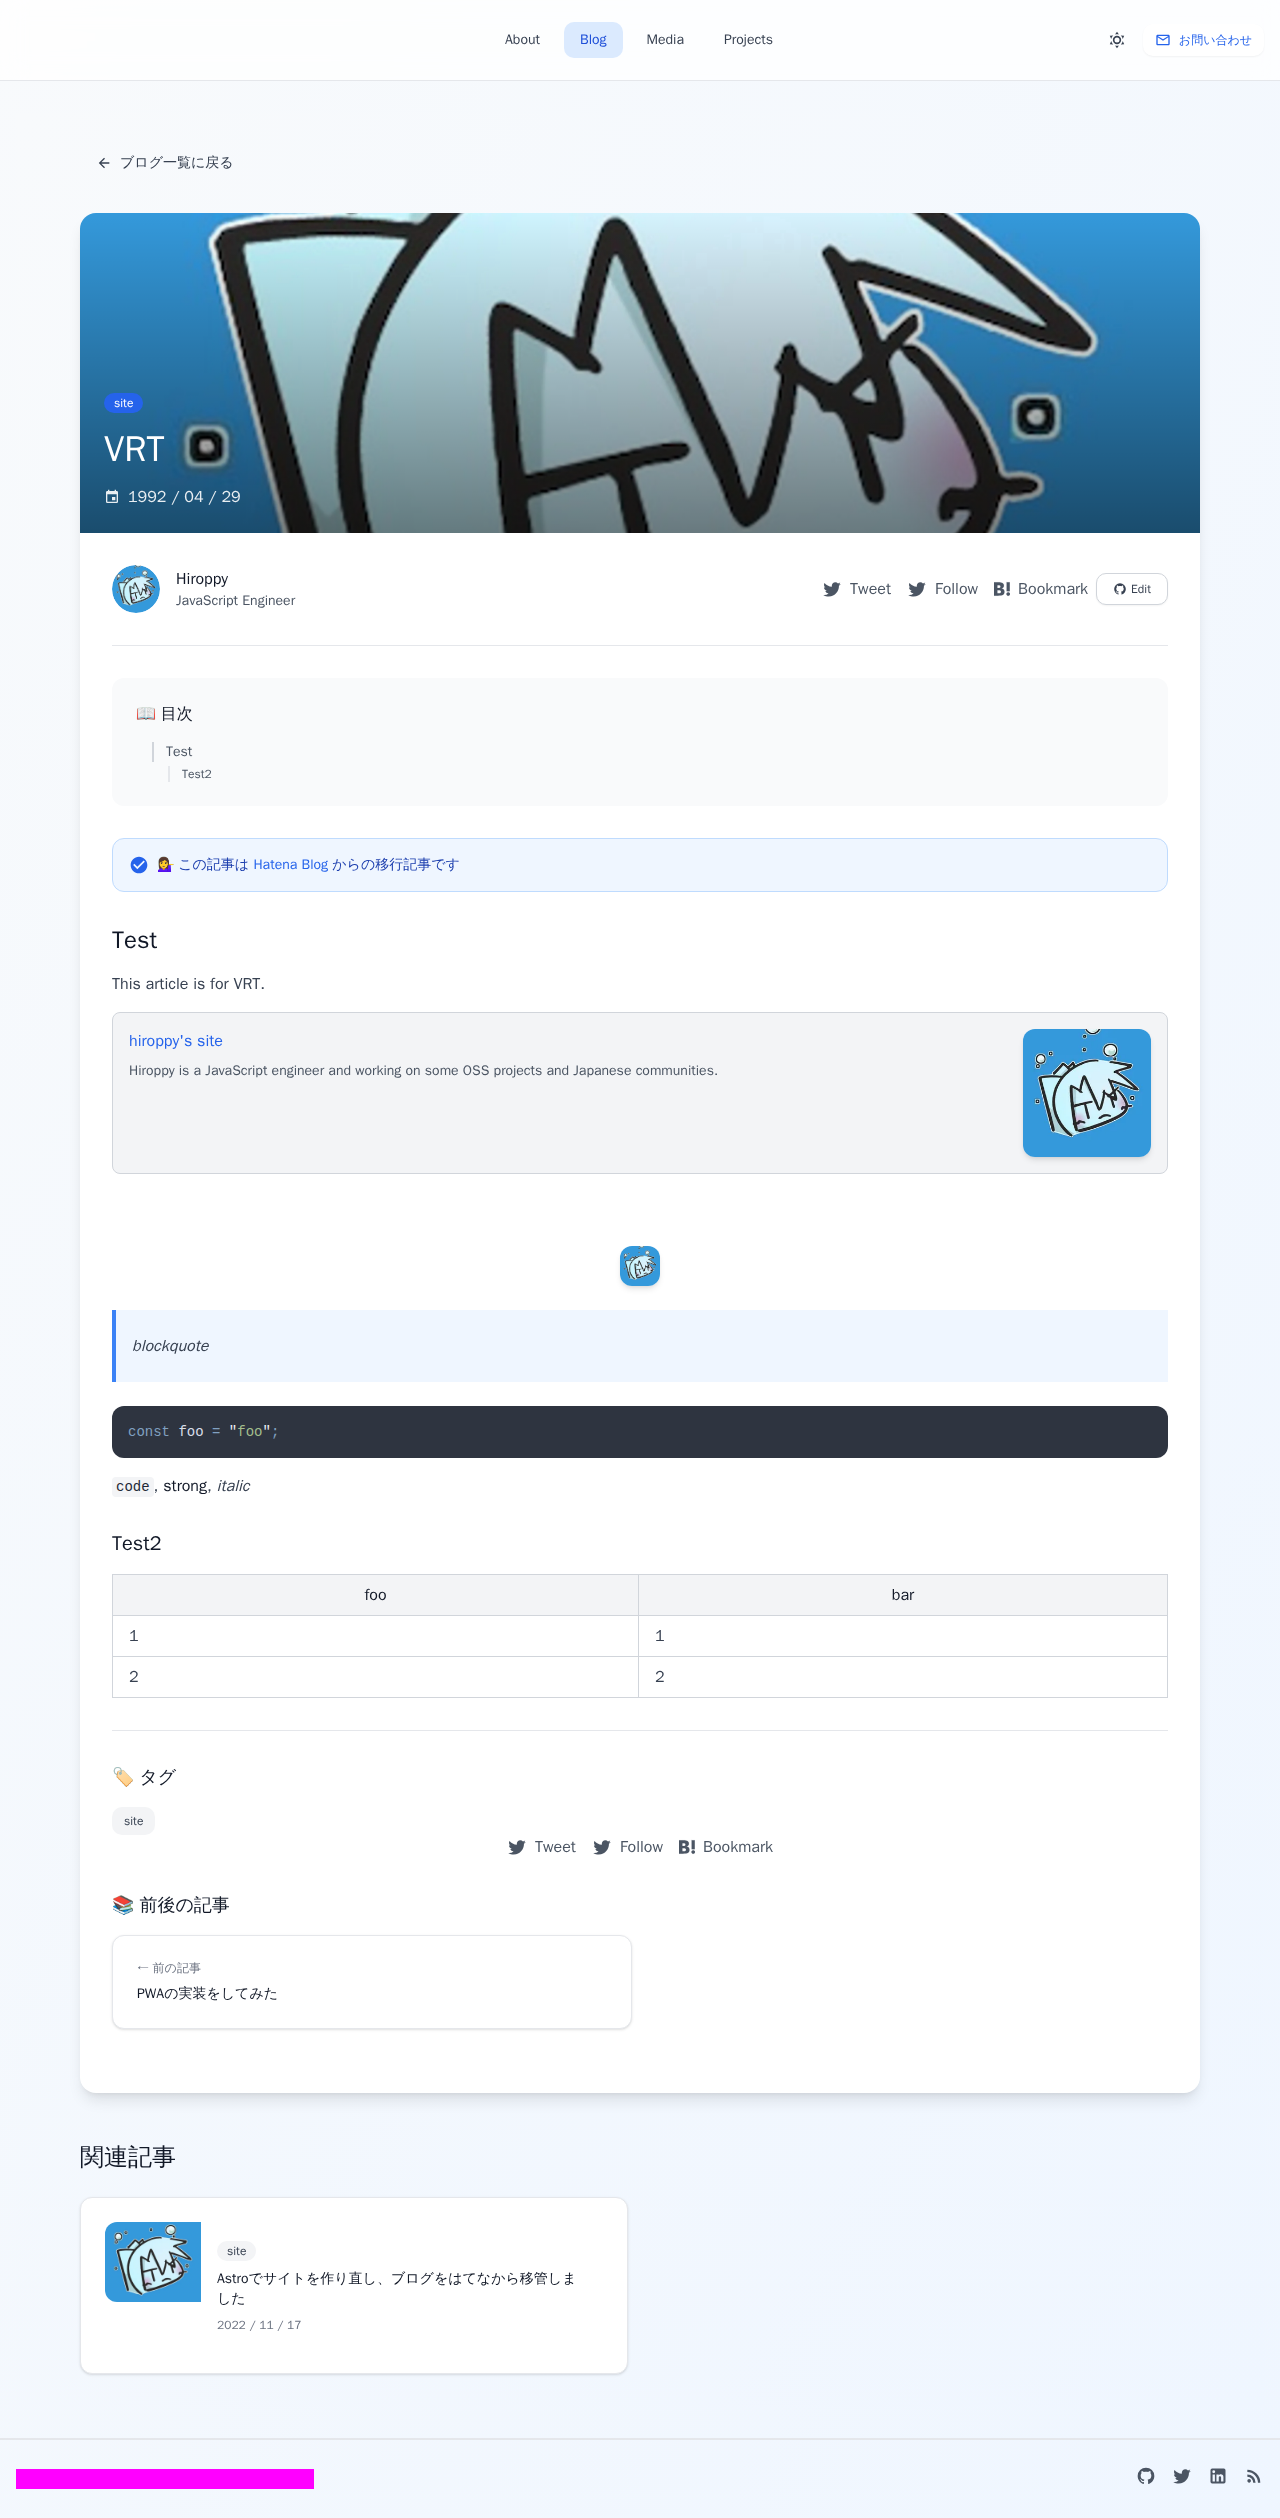 About
Blog
Media
Projects
お問い合わせ
ブログ一覧に戻る
site
VRT
1992 / 04 / 29
Hiroppy
JavaScript Engineer
Tweet
Follow
B! Bookmark
Edit
📖 目次
Test
Test2
💁‍♀️ この記事は Hatena Blog からの移行記事です
Test
This article is for VRT.
hiroppy's site
Hiroppy is a JavaScript engineer and working on some OSS projects and Japanese communities.
blockquote
const foo = "foo";
code, strong, italic
Test2
foo bar
1 1
2 2
🏷️ タグ
site
Tweet
Follow
B! Bookmark
📚 前後の記事
← 前の記事
PWAの実装をしてみた
関連記事
site
Astroでサイトを作り直し、ブログをはてなから移管しま
した
2022 / 11 / 17